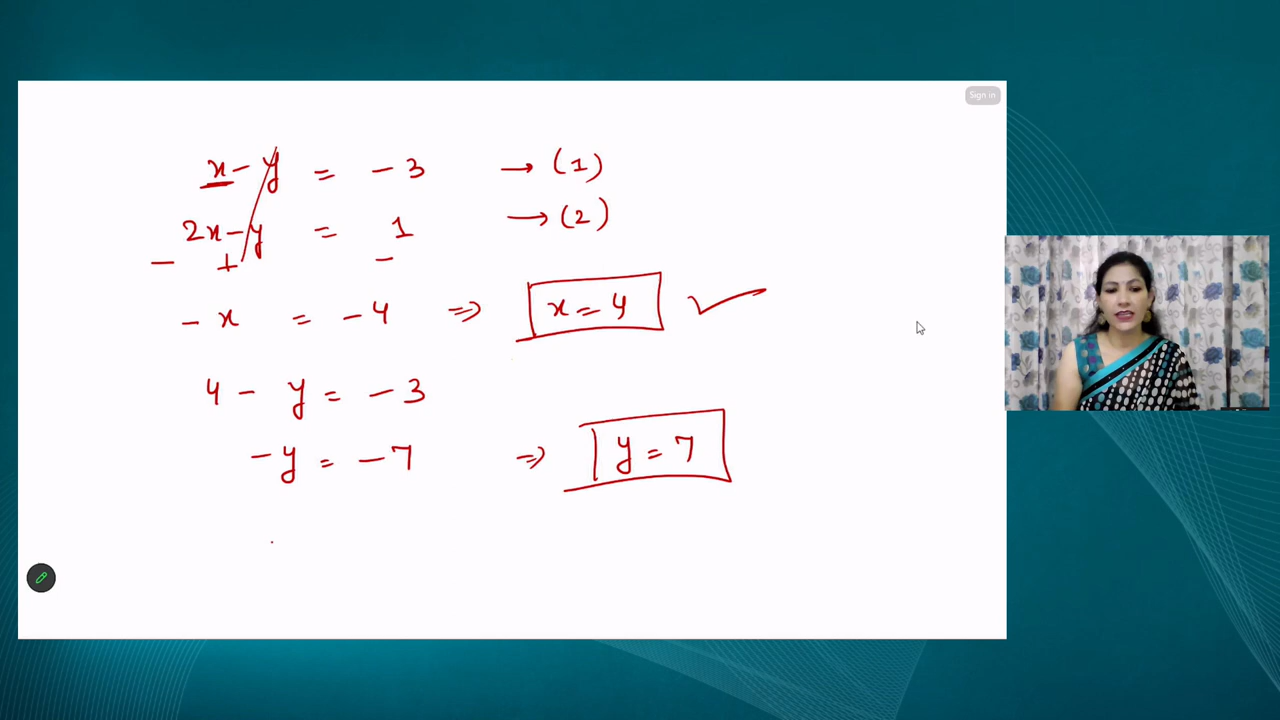 Sign in
x - y = -3 → (1)
2x - y = 1 → (2)
- + -
-x = -4 ⇒ x = 4 ✓
4 - y = -3
-y = -7 ⇒ y = 7